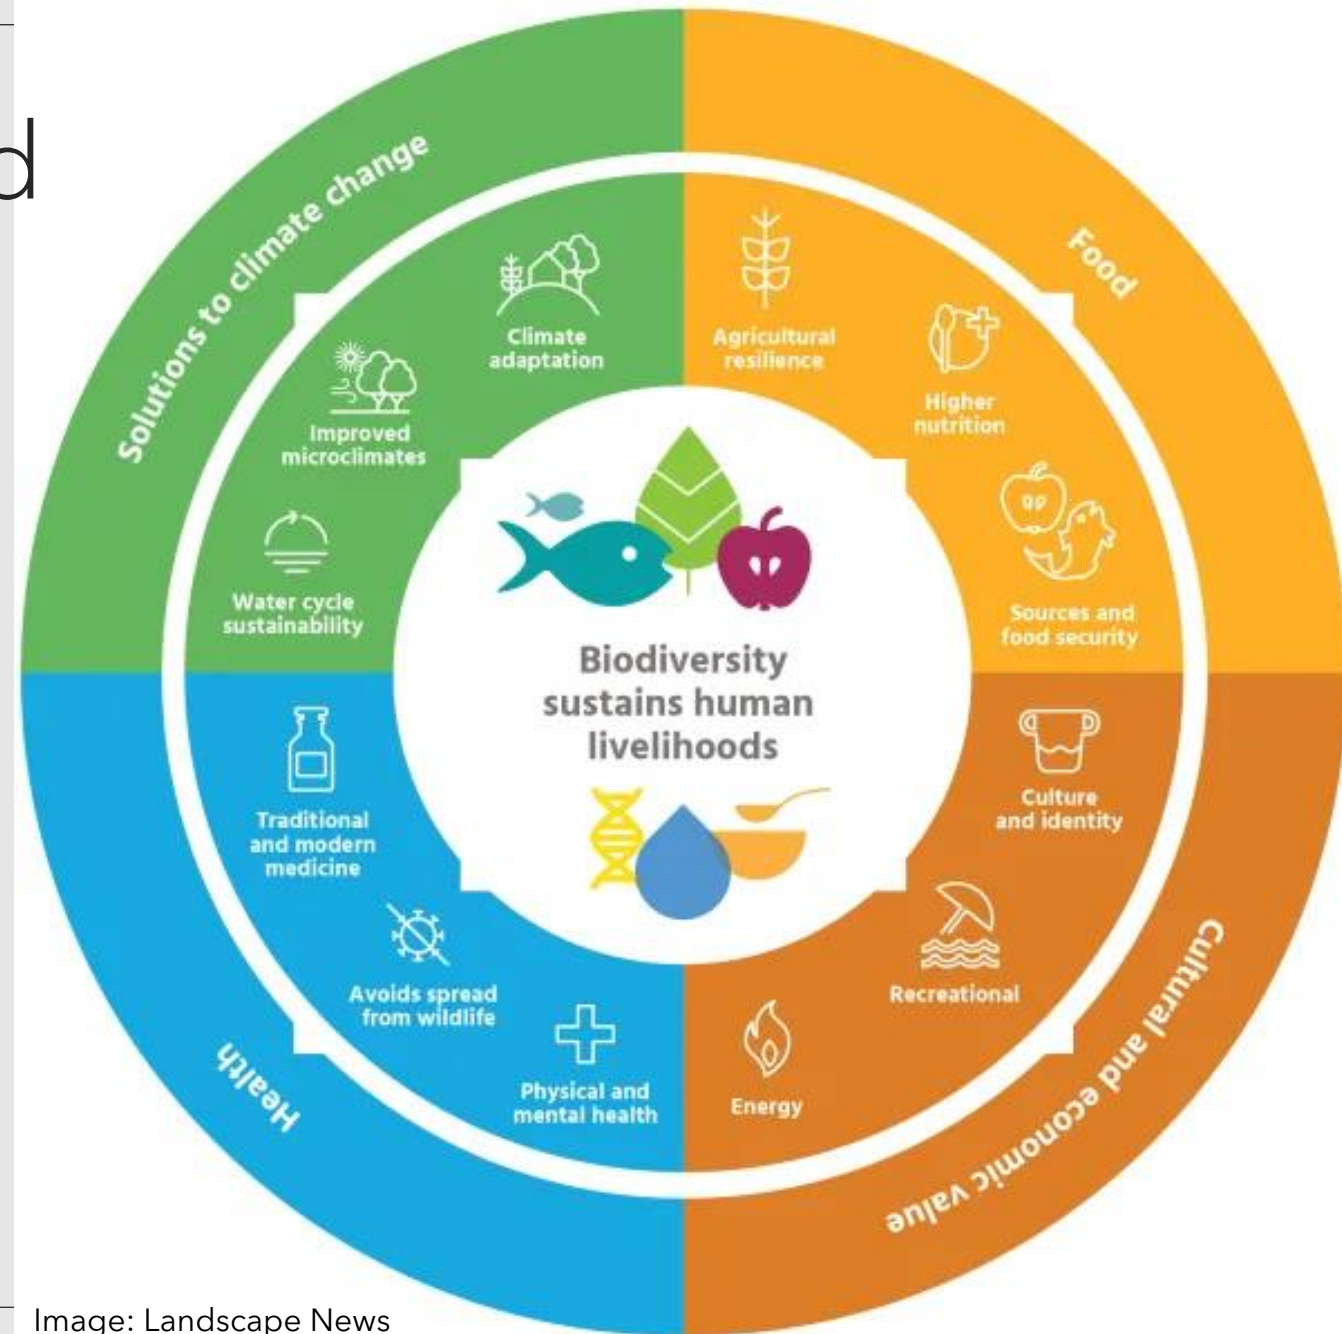 d
Solutions to climate change
Food
Climate
adaptation
Agricultural
resilience
Improved
microclimates
Higher
nutrition
Water cycle
sustainability
Sources and
food security
Biodiversity
sustains human
livelihoods
Traditional
and modern
medicine
Culture
and identity
Avoids spread
from wildlife
Recreational
Physical and
mental health
Energy
Health
Cultural and economic value
Image: Landscape News